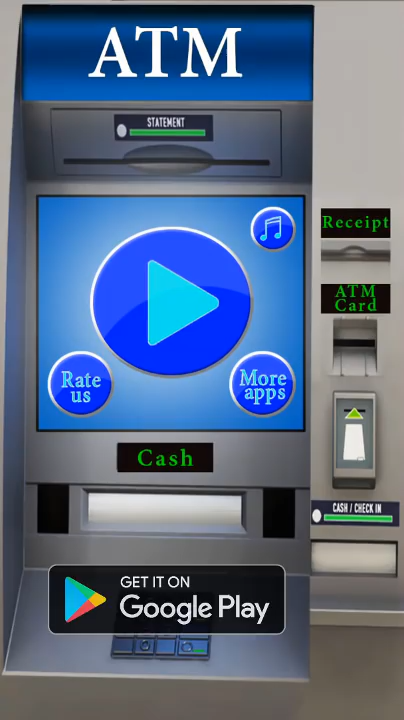 ATM
STATEMENT
Receipt
ATM
Card
Rate
us
More
apps
Cash
CASH / CHECK IN
GET IT ON
Google Play